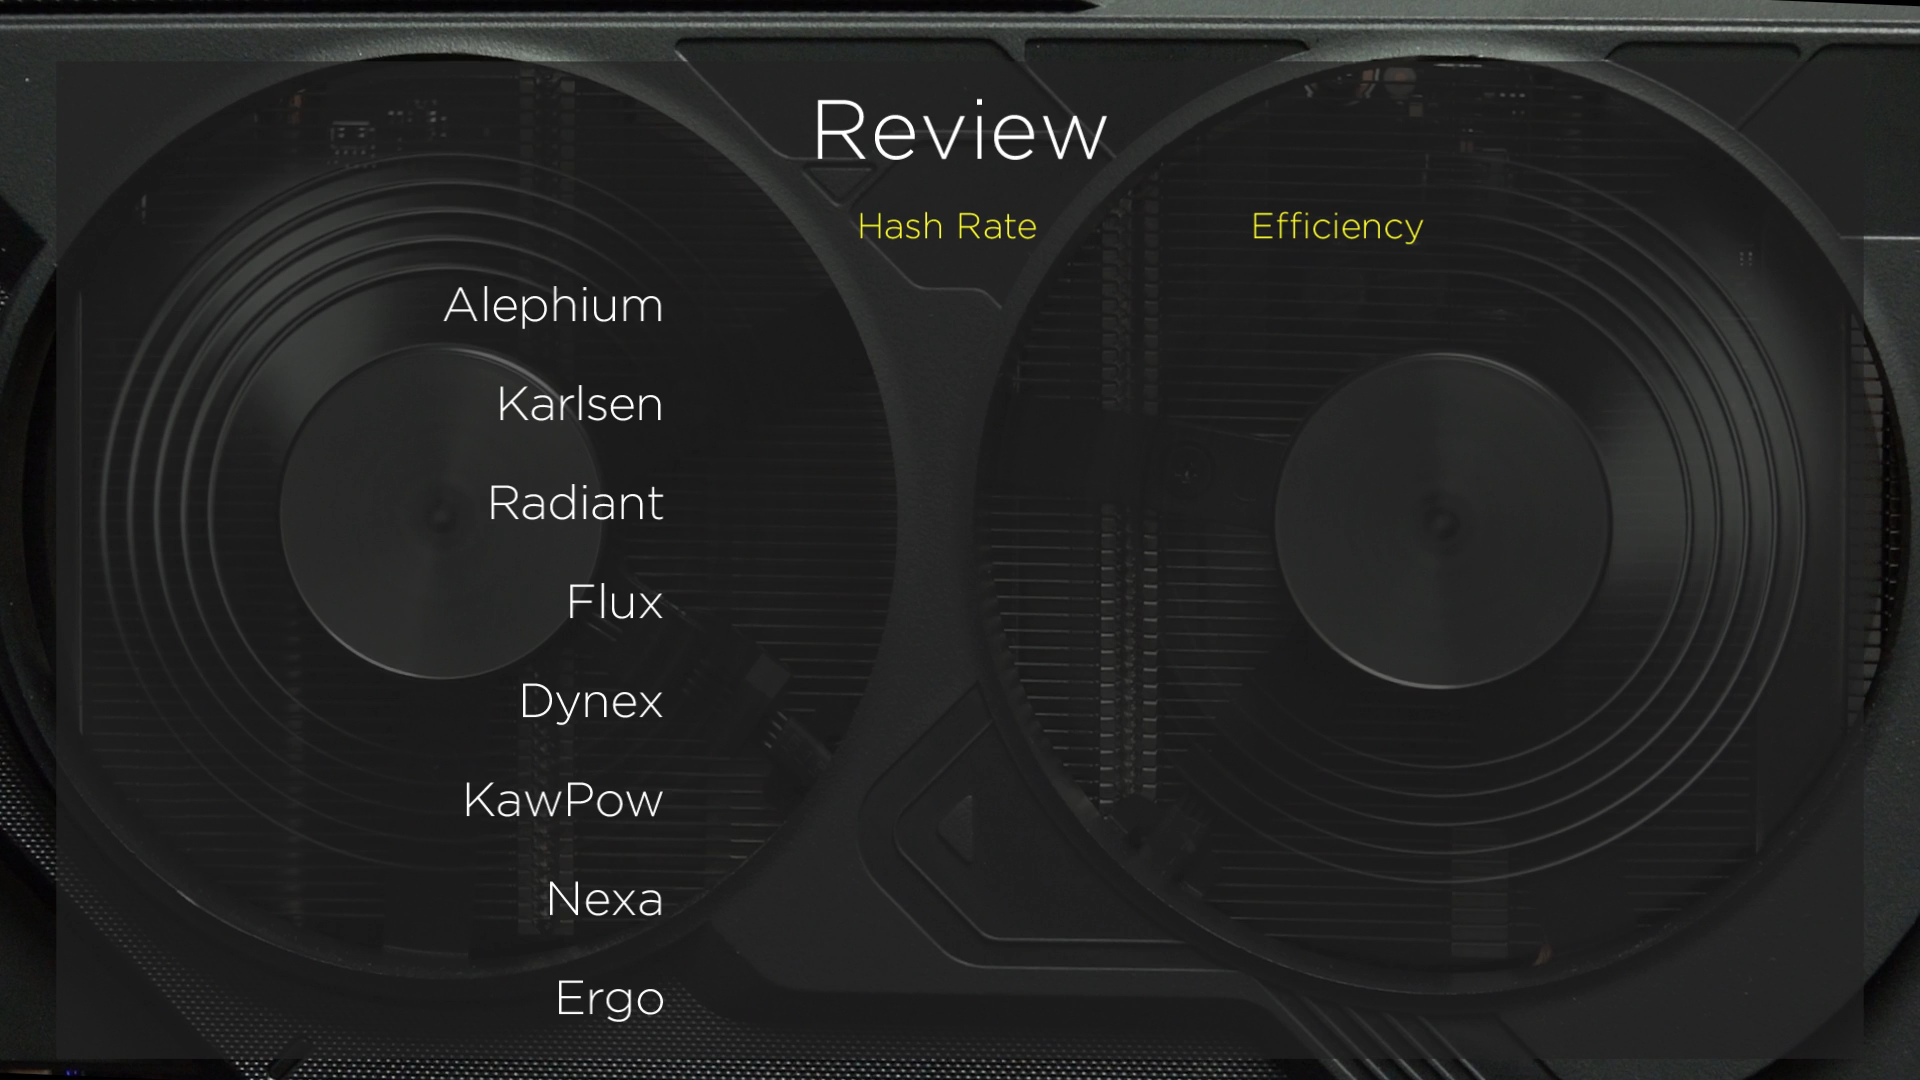 Review
Hash Rate Efficiency
Alephium
Karlsen
Radiant
Flux
Dynex
KawPow
Nexa
Ergo